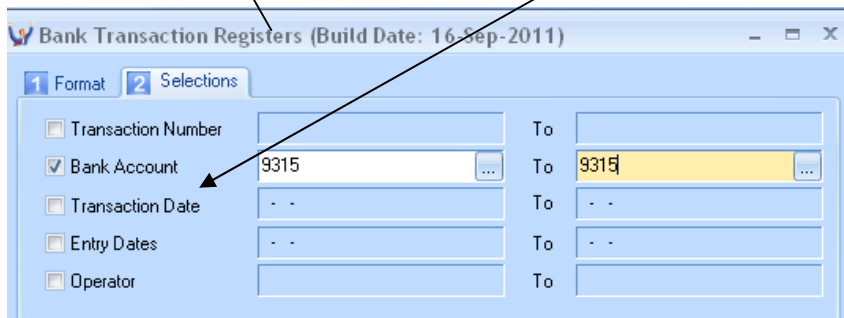 Bank Transaction Registers (Build Date: 16-Sep-2011)
1 Format 2 Selections
Transaction Number To
Bank Account 9315 ... To 9315 ...
Transaction Date - - To - -
Entry Dates - - To - -
Operator To